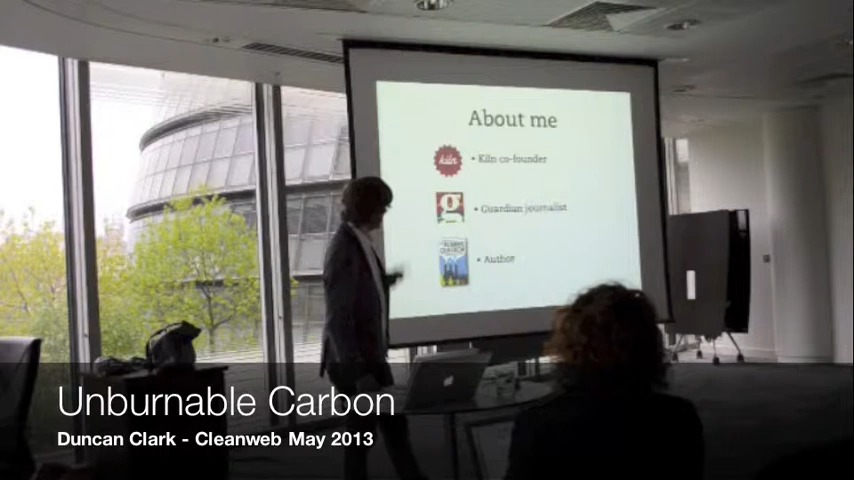 About me
kiln
• Kiln co-founder
g
• Guardian journalist
• Author
Unburnable Carbon
Duncan Clark - Cleanweb May 2013